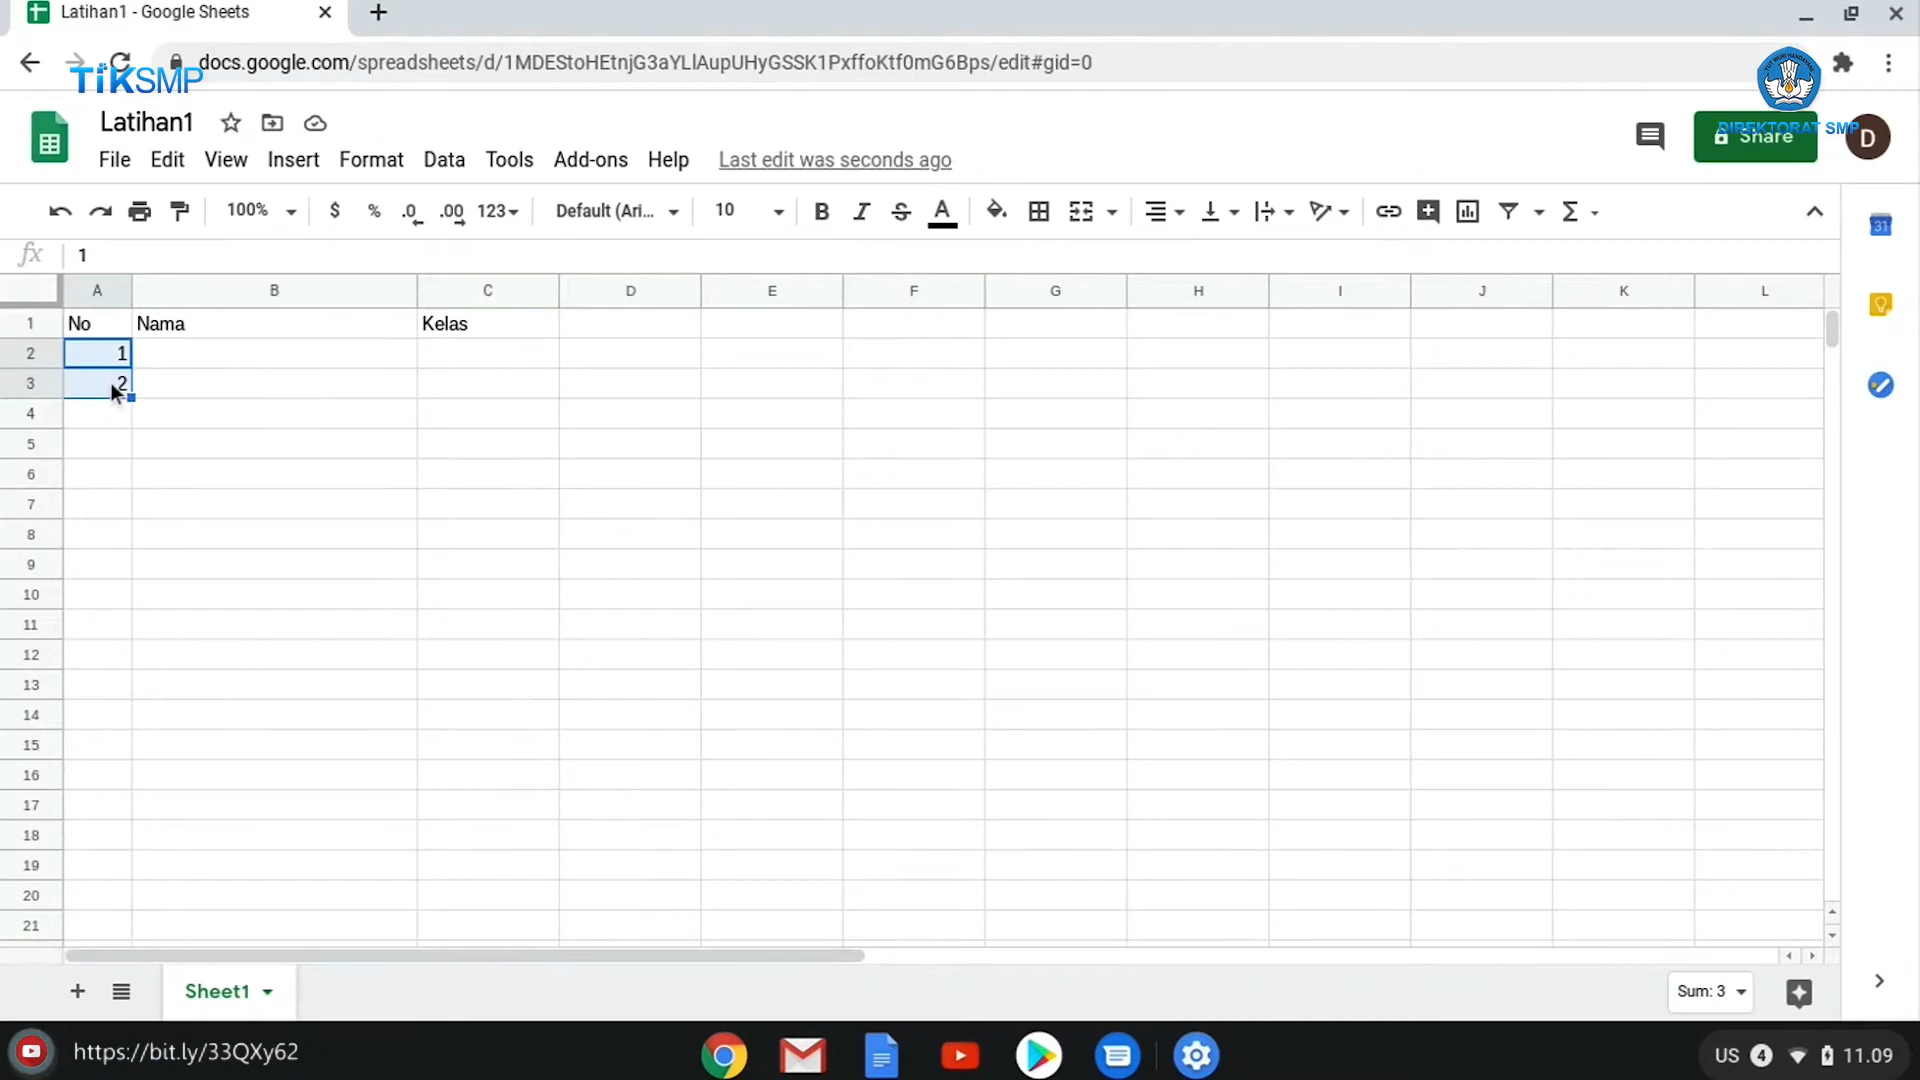 Latihan1 - Google Sheets
docs.google.com/spreadsheets/d/1MDEStoHEtnjG3aYLlAupUHyGSSK1PxffoKtf0mG6Bps/edit#gid=0
TiKSMP
DIREKTORAT SMP
Latihan1
Share
D
File Edit View Insert Format Data Tools Add-ons Help Last edit was seconds ago
100% $ % .0 .00 123 Default (Ari... 10 B I S A Σ
31
fx 1
A B C D E F G H I J K L
1 No Nama Kelas
2 1
3 2
4
5
6
7
8
9
10
11
12
13
14
15
16
17
18
19
20
21
Sheet1
Sum: 3
https://bit.ly/33QXy62
US 4 11.09